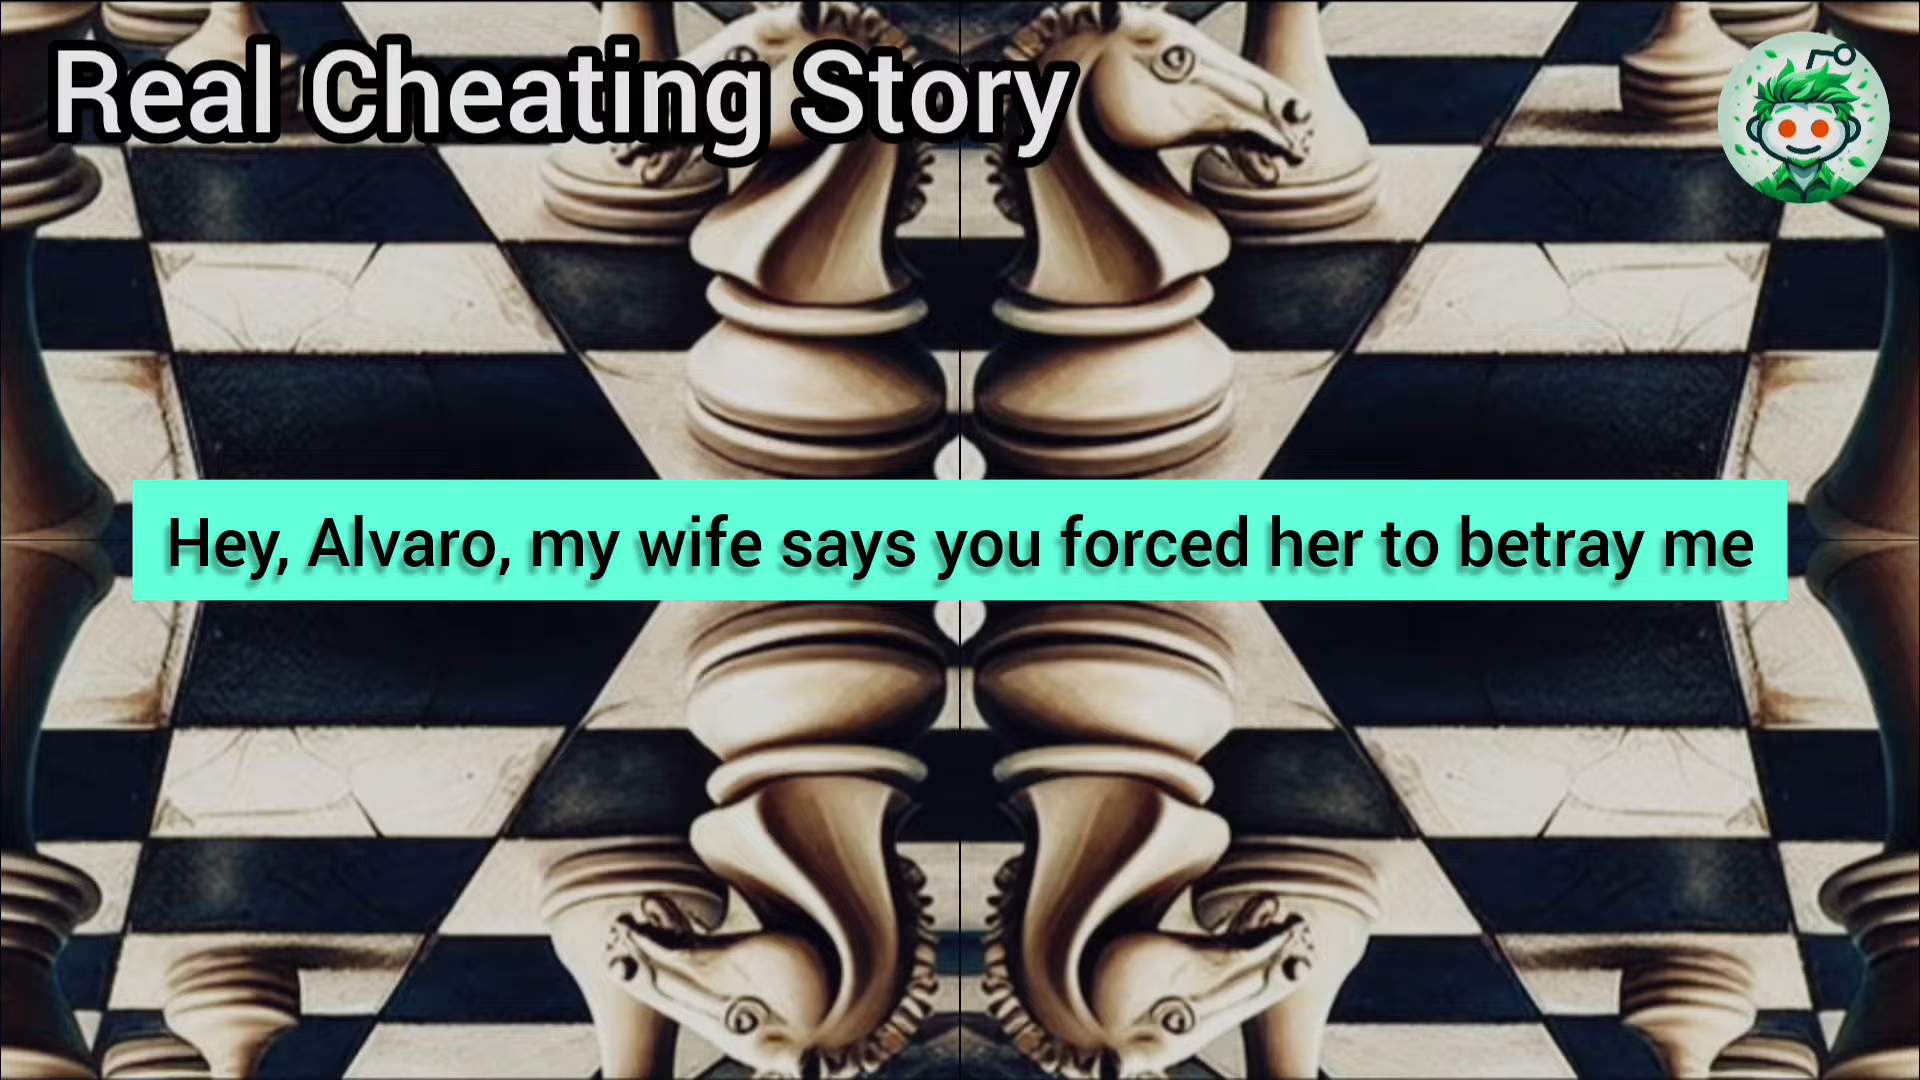 Real Cheating Story
Hey, Alvaro, my wife says you forced her to betray me